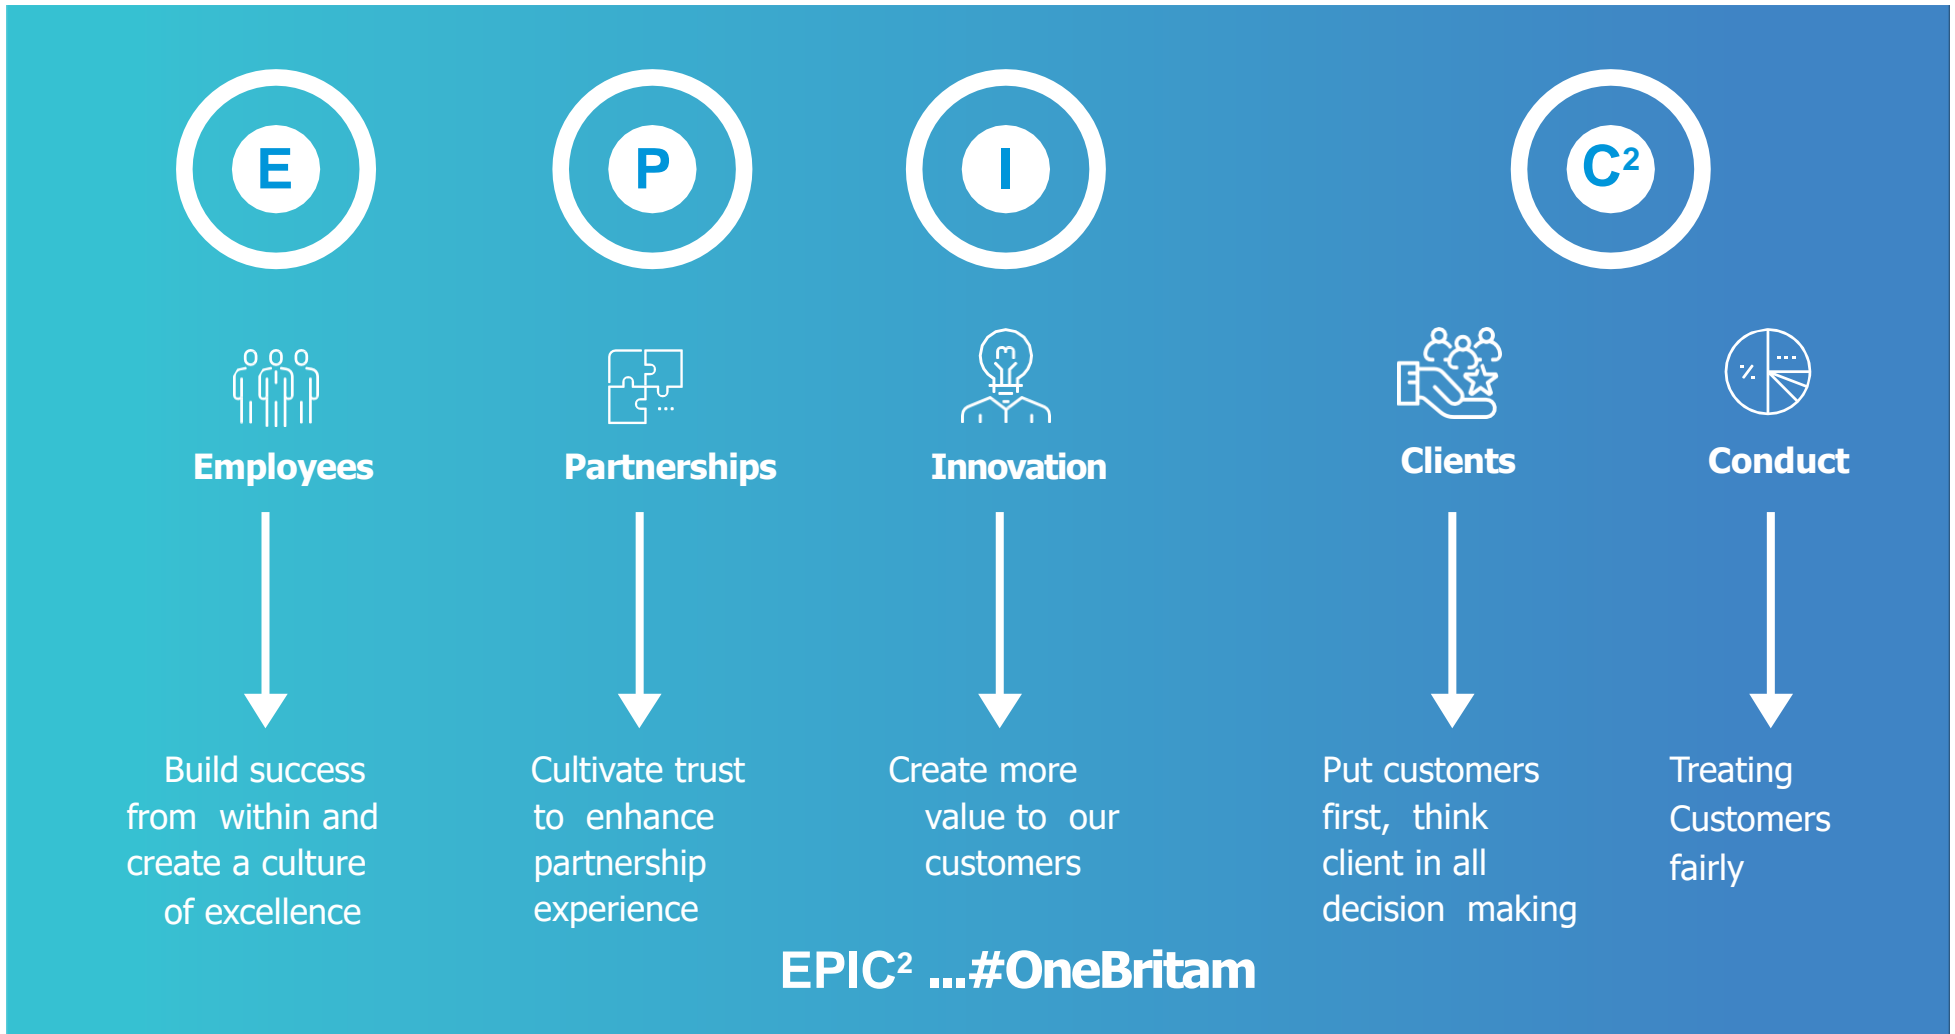 E
P
I
C²
Employees
Partnerships
Innovation
Clients
Conduct
Build success
from within and
create a culture
of excellence
Cultivate trust
to enhance
partnership
experience
Create more
value to our
customers
Put customers
first, think
client in all
decision making
Treating
Customers
fairly
EPIC² ...#OneBritam